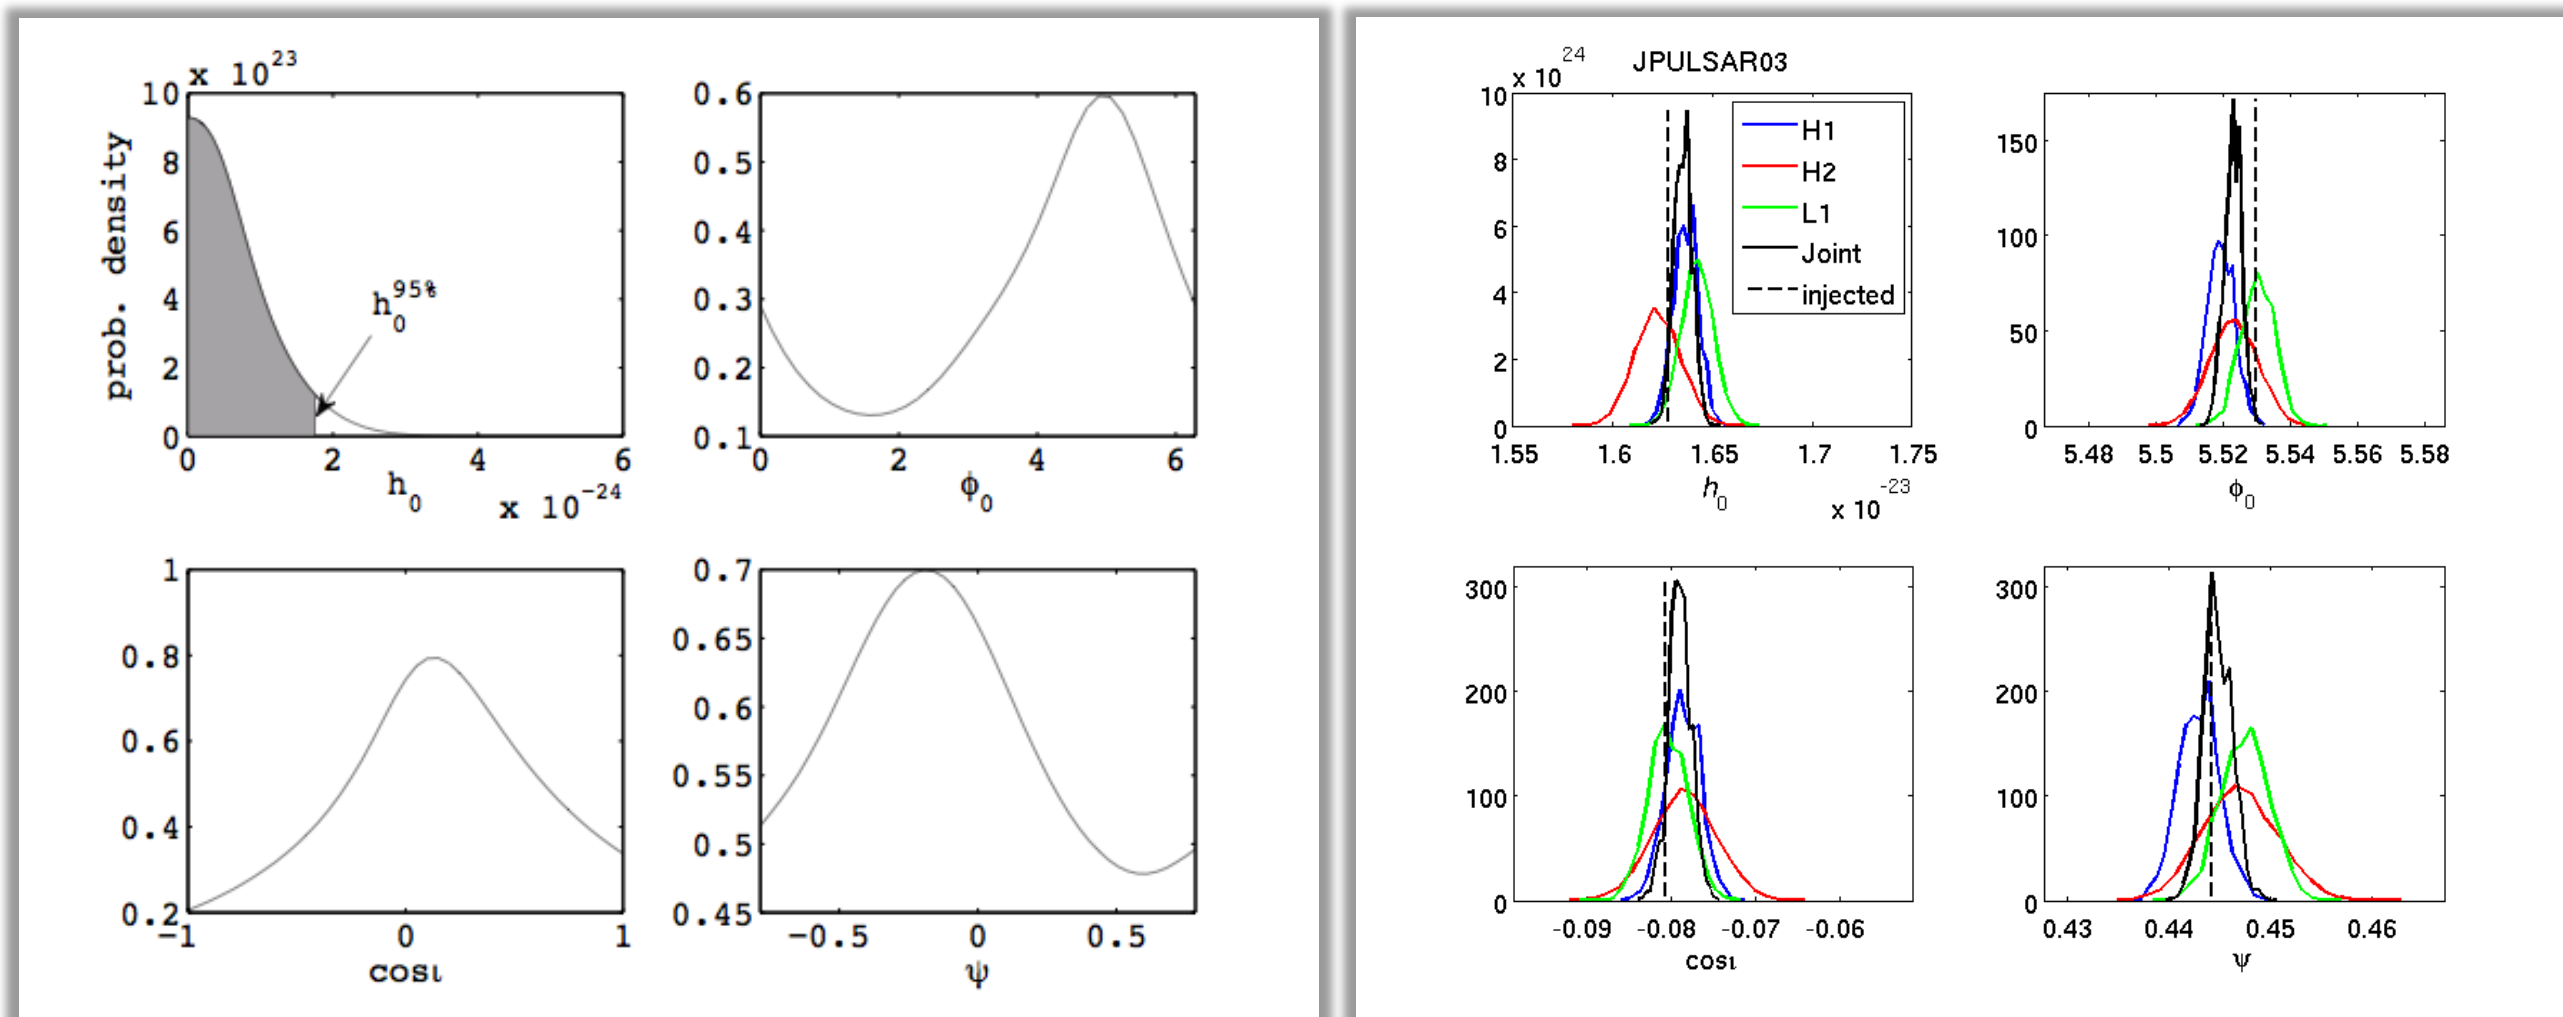 x 10^23
10
8
6
4
2
0
prob. density
h_0^95%
0 2 4 6
h_0
x 10^-24
0.6
0.5
0.4
0.3
0.2
0.1
0 2 4 6
ϕ_0
1
0.8
0.6
0.4
0.2
-1 0 1
cosι
0.7
0.65
0.6
0.55
0.5
0.45
-0.5 0 0.5
ψ
JPULSAR03
x 10^24
10
8
6
4
2
0
H1
H2
L1
Joint
injected
1.55 1.6 1.65 1.7 1.75
h_0
x 10^-23
150
100
50
0
5.48 5.5 5.52 5.54 5.56 5.58
ϕ_0
300
200
100
0
-0.09 -0.08 -0.07 -0.06
cosι
300
200
100
0
0.43 0.44 0.45 0.46
ψ